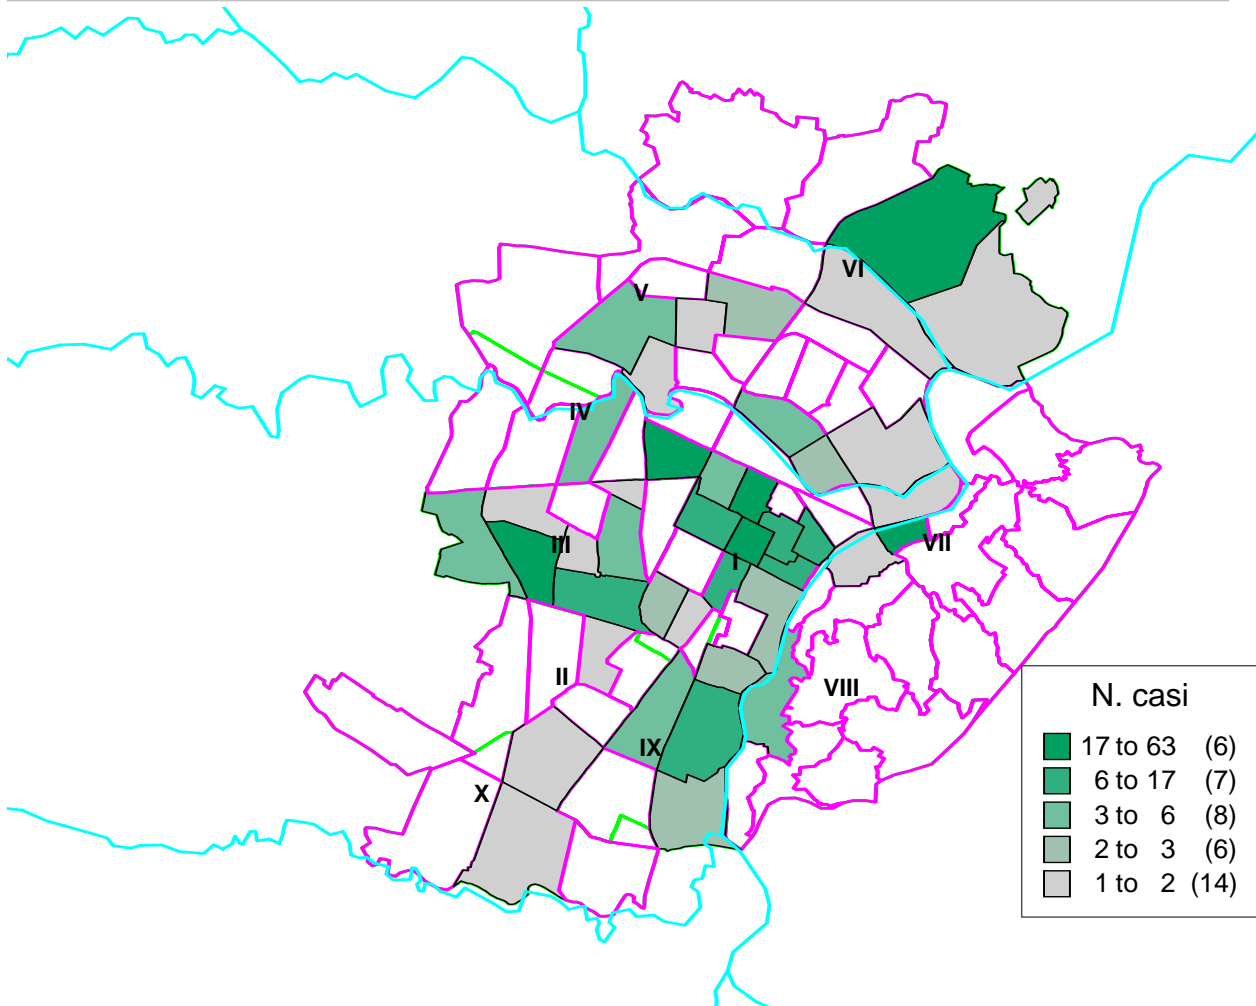 VI
V
IV
III
VII
I
II
VIII
IX
X
N. casi
17 to 63 (6)
6 to 17 (7)
3 to 6 (8)
2 to 3 (6)
1 to 2 (14)